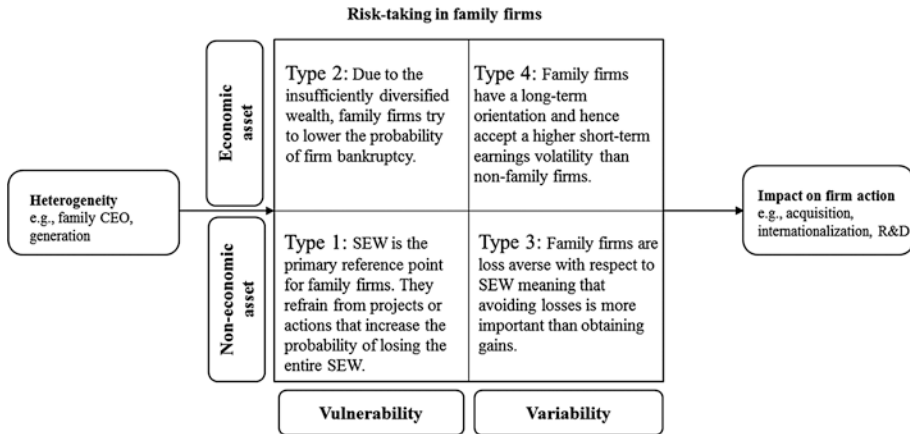 Risk-taking in family firms
Economic
asset
Type 2: Due to the
insufficiently diversified
wealth, family firms try
to lower the probability
of firm bankruptcy.
Type 4: Family firms
have a long-term
orientation and hence
accept a higher short-term
earnings volatility than
non-family firms.
Heterogeneity
e.g., family CEO,
generation
Impact on firm action
e.g., acquisition,
internationalization, R&D
Non-economic
asset
Type 1: SEW is the
primary reference point
for family firms. They
refrain from projects or
actions that increase the
probability of losing the
entire SEW.
Type 3: Family firms are
loss averse with respect to
SEW meaning that
avoiding losses is more
important than obtaining
gains.
Vulnerability
Variability